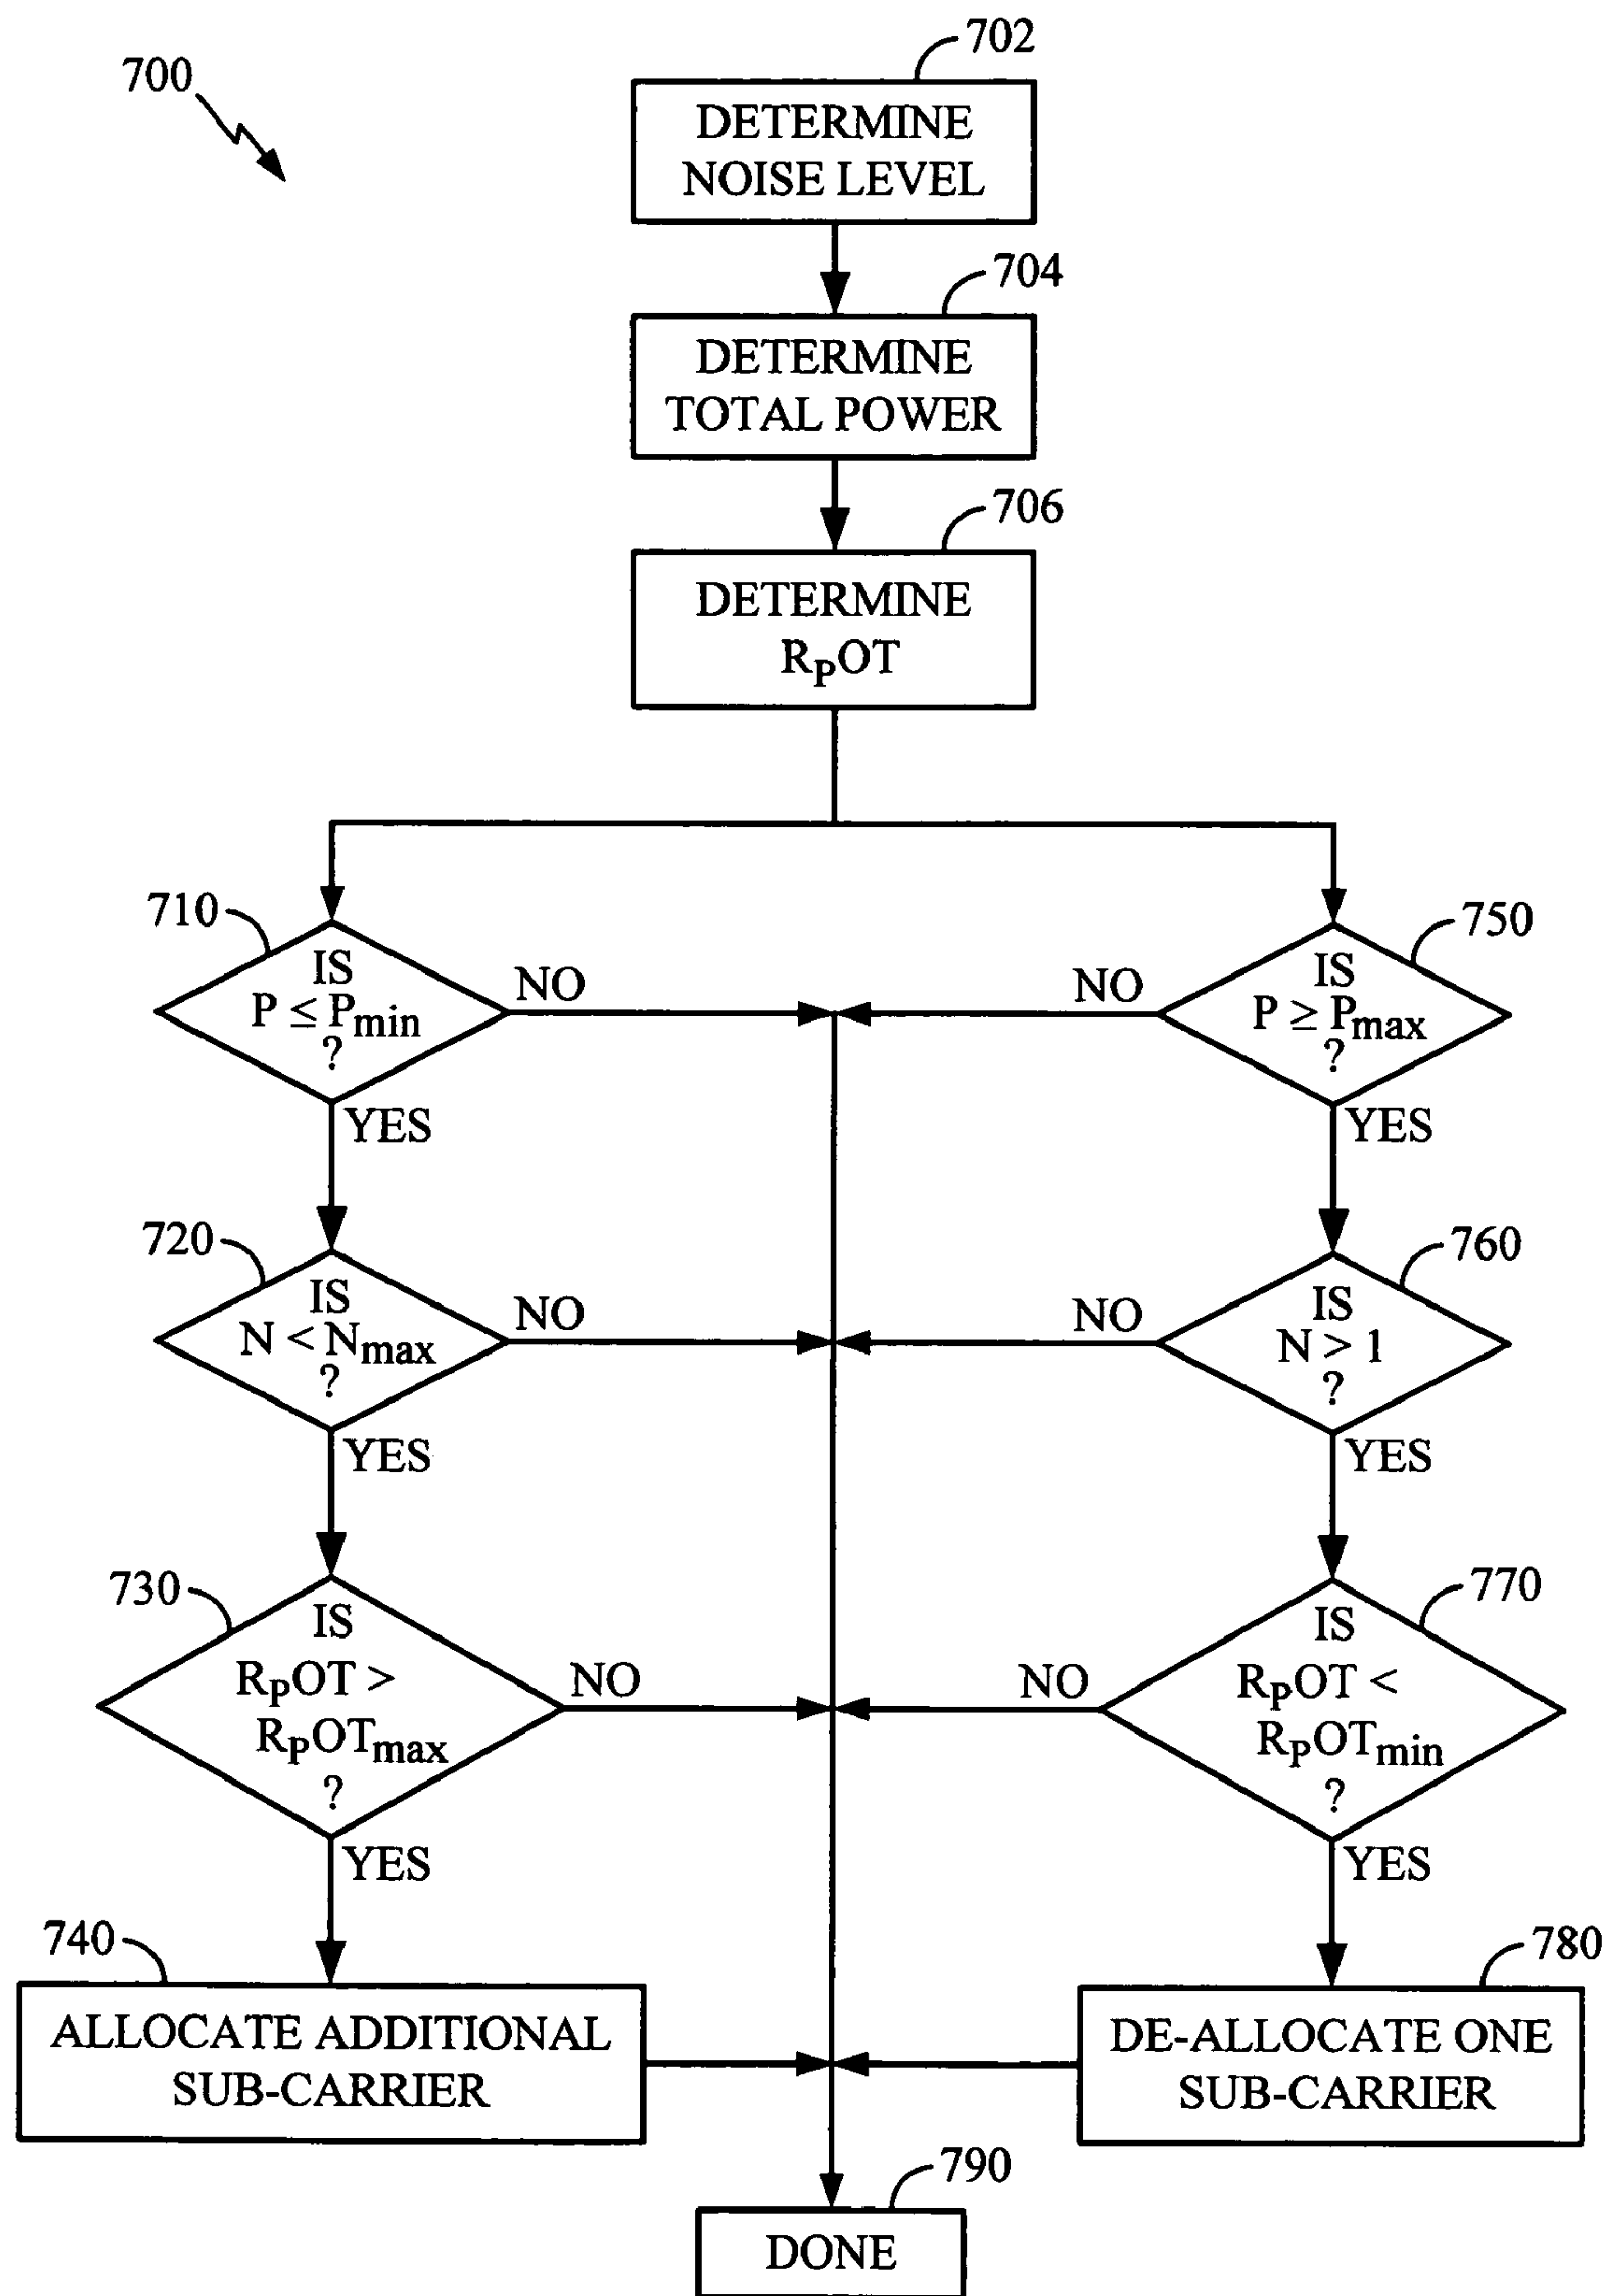 700
702
DETERMINE
NOISE LEVEL
704
DETERMINE
TOTAL POWER
706
DETERMINE
RPOT
710
IS
P ≤ Pmin
?
NO
YES
750
IS
P ≥ Pmax
?
NO
YES
720
IS
N < Nmax
?
NO
YES
760
IS
N > 1
?
NO
YES
730
IS
RPOT >
RPOTmax
?
NO
YES
770
IS
RPOT <
RPOTmin
?
NO
YES
740
ALLOCATE ADDITIONAL
SUB-CARRIER
780
DE-ALLOCATE ONE
SUB-CARRIER
790
DONE